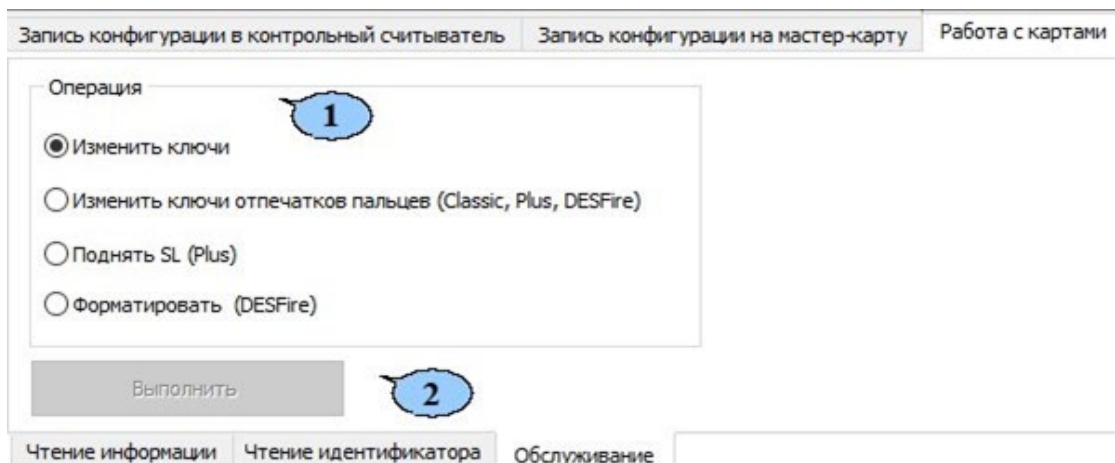 Запись конфигурации в контрольный считыватель Запись конфигурации на мастер-карту Работа с картами
Операция
1
Изменить ключи
Изменить ключи отпечатков пальцев (Classic, Plus, DESFire)
Поднять SL (Plus)
Форматировать (DESFire)
Выполнить
2
Чтение информации Чтение идентификатора Обслуживание